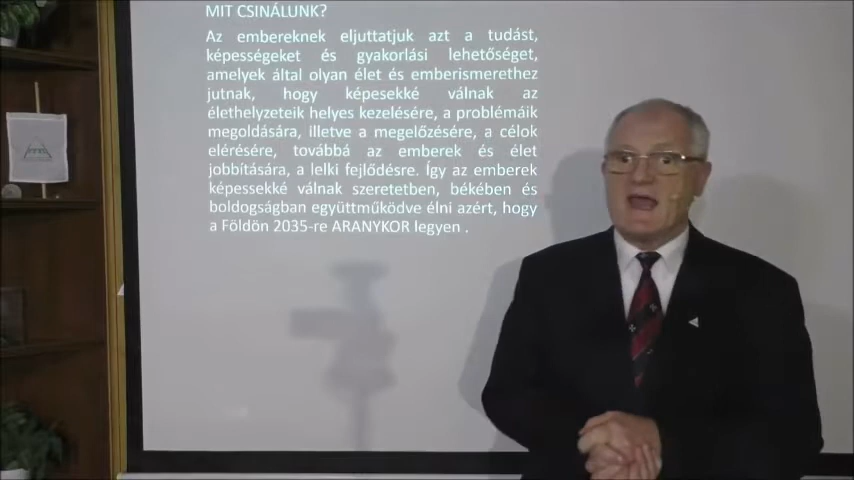 MIT CSINÁLUNK?
Az embereknek eljuttatjuk azt a tudást,
képességeket és gyakorlási lehetőséget,
amelyek által olyan élet és emberismerethez
jutnak, hogy képesekké válnak az
élethelyzeteik helyes kezelésére, a problémáik
megoldására, illetve a megelőzésére, a célok
elérésére, továbbá az emberek és élet
jobbítására, a lelki fejlődésre. Így az emberek
képessekké válnak szeretetben, békében és
boldogságban együttműködve élni azért, hogy
a Földön 2035-re ARANYKOR legyen .